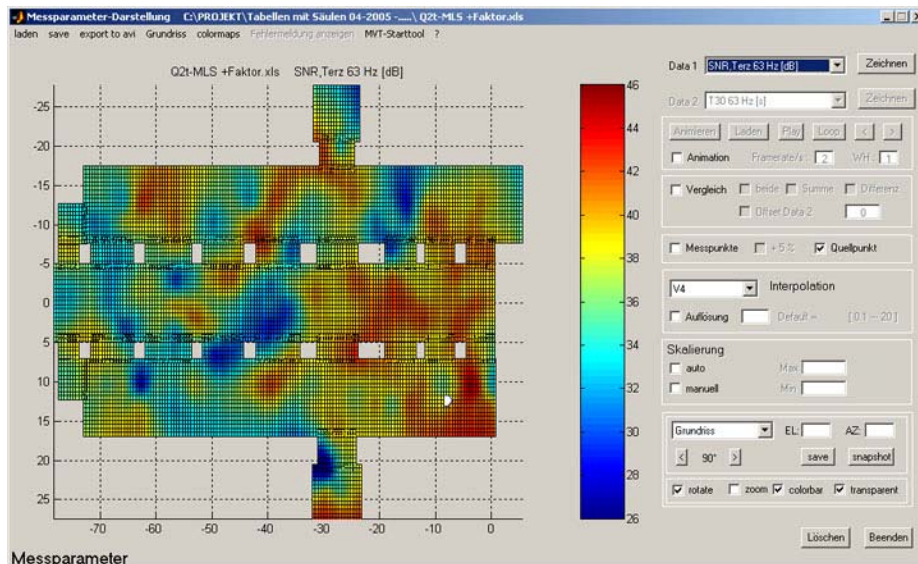 Messparameter-Darstellung C:\PROJEKT\Tabellen mit Säulen 04-2005 -.....\ Q2t-MLS +Faktor.xls
laden save export to avi Grundriss colormaps Fehlermeldung anzeigen MVT-Starttool ?
Q2t-MLS +Faktor.xls SNR,Terz 63 Hz [dB]
-25
-20
-15
-10
-5
0
5
10
15
20
25
-70 -60 -50 -40 -30 -20 -10 0
46
44
42
40
38
36
34
32
30
28
26
Data 1 SNR,Terz 63 Hz [dB] Zeichnen
Data 2 T30 63 Hz [s] Zeichnen
Animieren Laden Play Loop < >
Animation Framerate/s : 2 WH : 1
Vergleich beide Summe Differenz
Offset Data 2 0
Messpunkte +5 % Quellpunkt
V4 Interpolation
Auflösung Default = [ 0.1 -- 20 ]
Skalierung
auto Max
manuell Min
Grundriss EL: AZ:
< 90° > save snapshot
rotate zoom colorbar transparent
Löschen Beenden
Messparameter